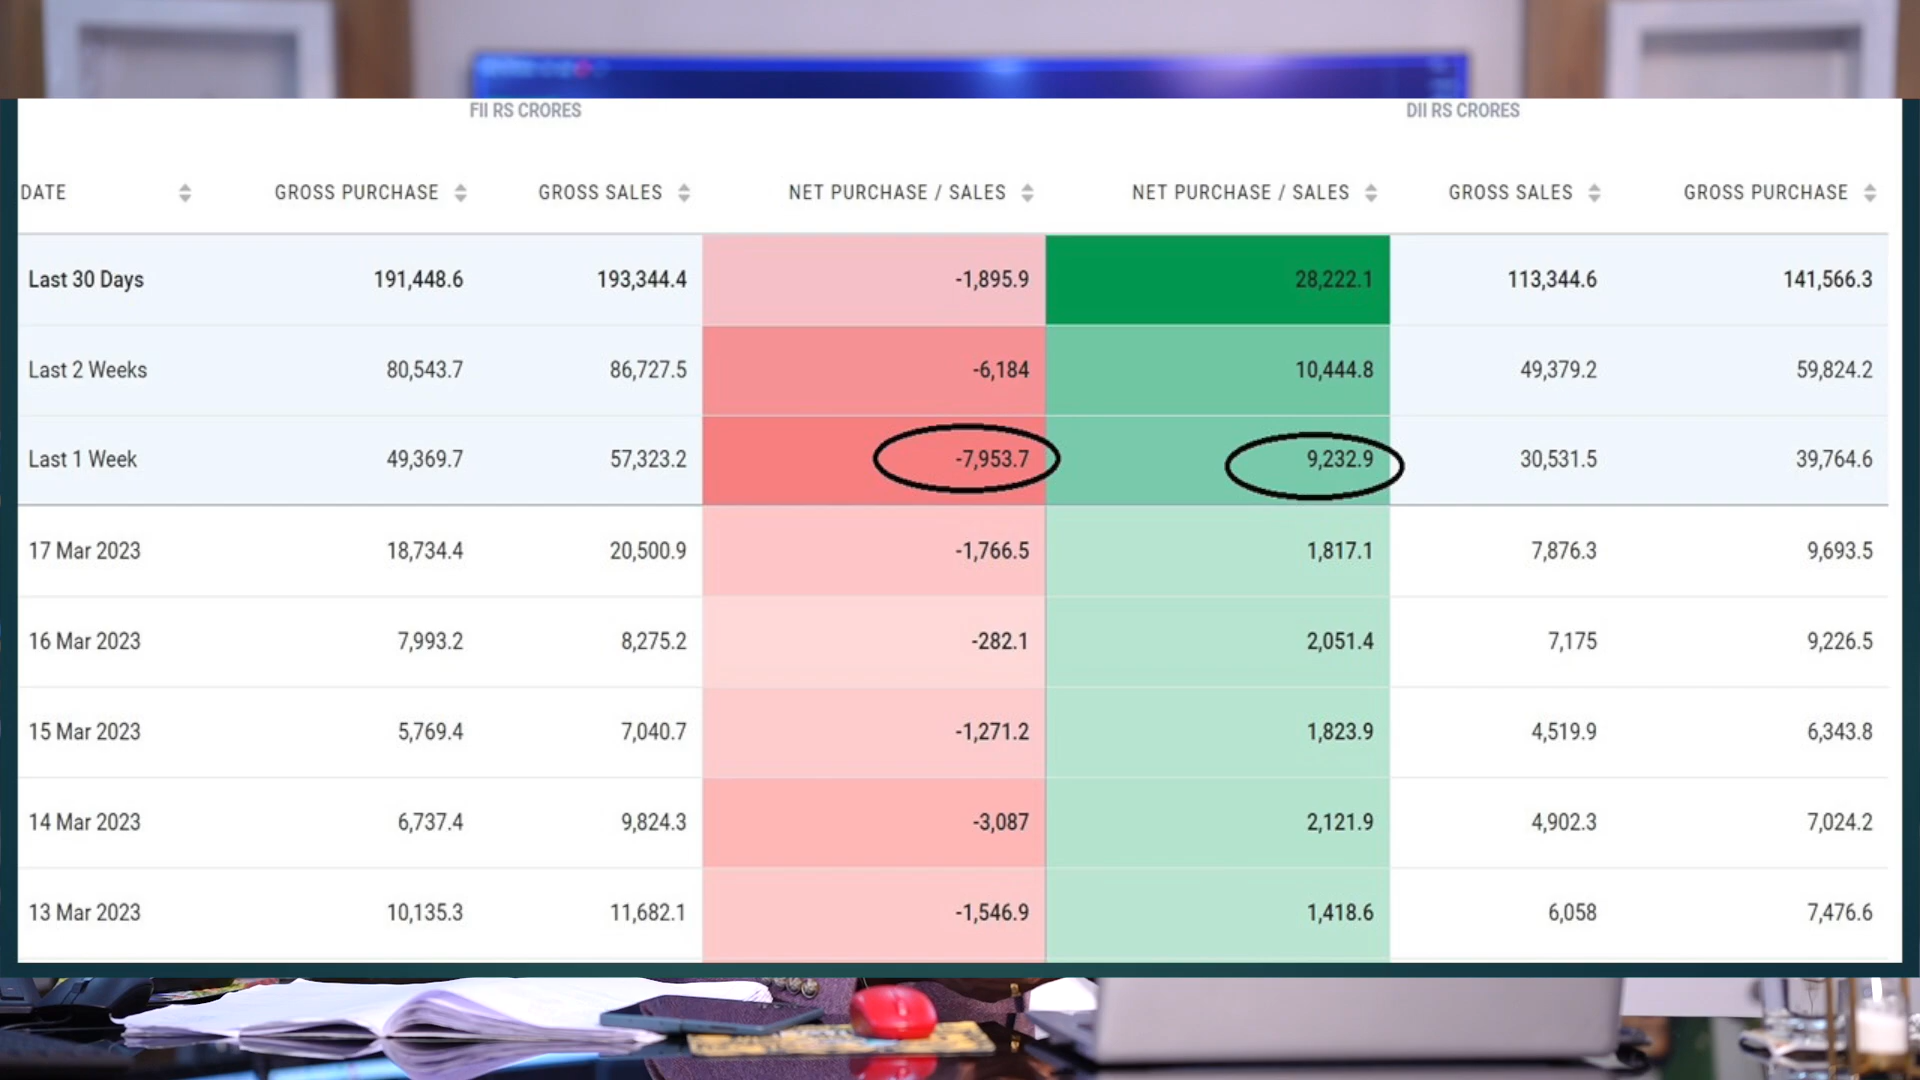 FII RS CRORES DII RS CRORES
DATE GROSS PURCHASE GROSS SALES NET PURCHASE / SALES NET PURCHASE / SALES GROSS SALES GROSS PURCHASE
Last 30 Days 191,448.6 193,344.4 -1,895.9 28,222.1 113,344.6 141,566.3
Last 2 Weeks 80,543.7 86,727.5 -6,184 10,444.8 49,379.2 59,824.2
Last 1 Week 49,369.7 57,323.2 -7,953.7 9,232.9 30,531.5 39,764.6
17 Mar 2023 18,734.4 20,500.9 -1,766.5 1,817.1 7,876.3 9,693.5
16 Mar 2023 7,993.2 8,275.2 -282.1 2,051.4 7,175 9,226.5
15 Mar 2023 5,769.4 7,040.7 -1,271.2 1,823.9 4,519.9 6,343.8
14 Mar 2023 6,737.4 9,824.3 -3,087 2,121.9 4,902.3 7,024.2
13 Mar 2023 10,135.3 11,682.1 -1,546.9 1,418.6 6,058 7,476.6